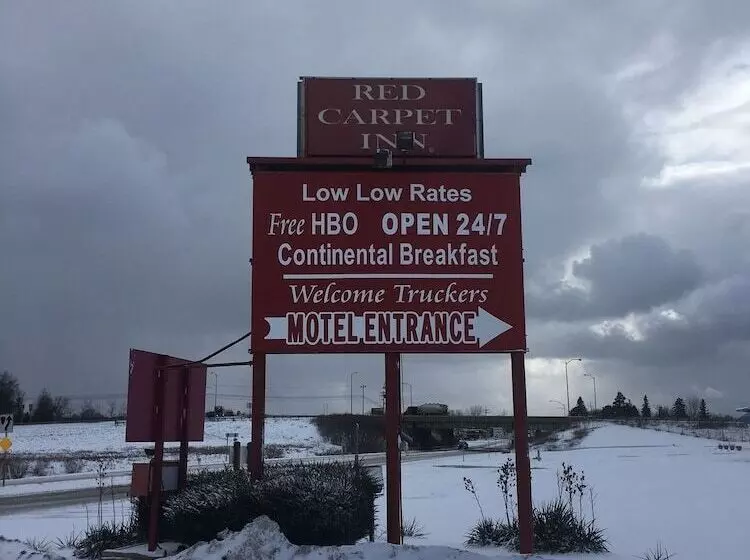 RED
CARPET
INN®
Low Low Rates
Free HBO OPEN 24/7
Continental Breakfast
Welcome Truckers
MOTEL ENTRANCE